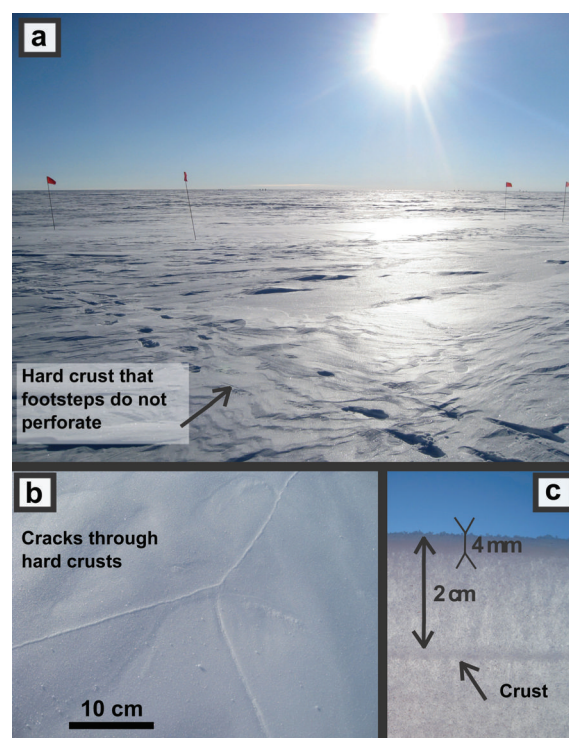 a
Hard crust that
footsteps do not
perforate
b
Cracks through
hard crusts
10 cm
c
4 mm
2 cm
Crust